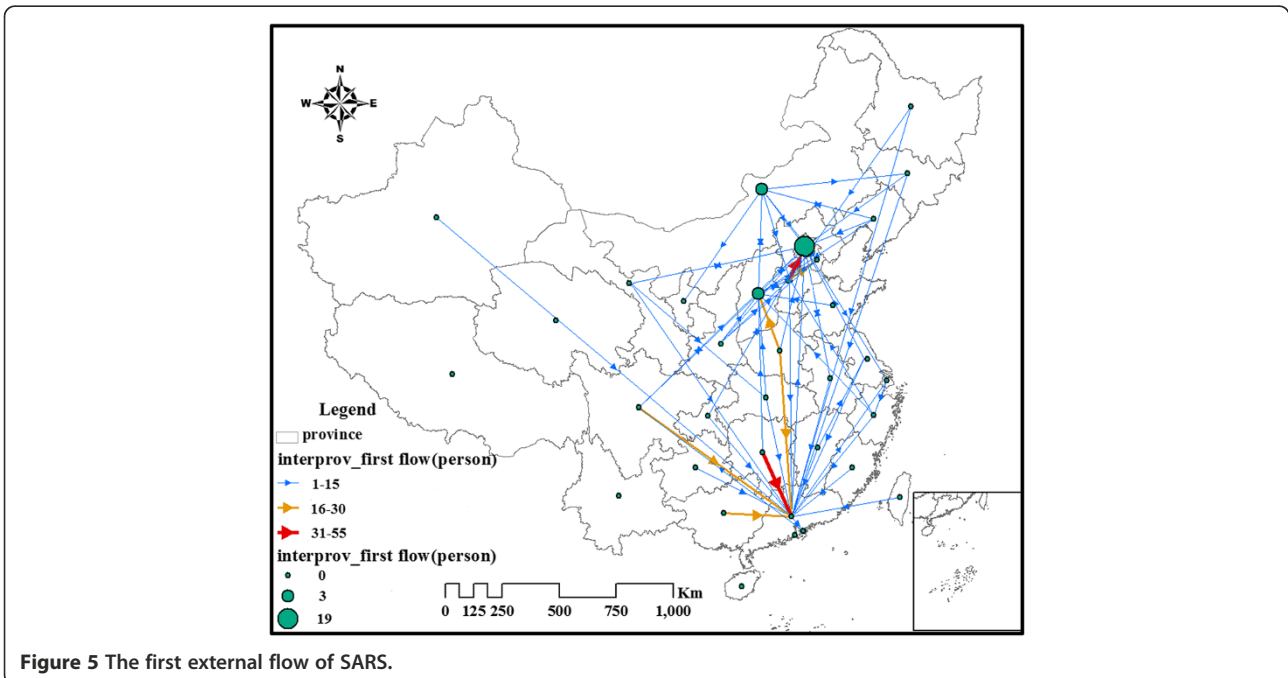 N
W E
S
Legend
province
interprov_first flow(person)
1-15
16-30
31-55
interprov_first flow(person)
0
3
19
Km
0 125 250 500 750 1,000
Figure 5 The first external flow of SARS.